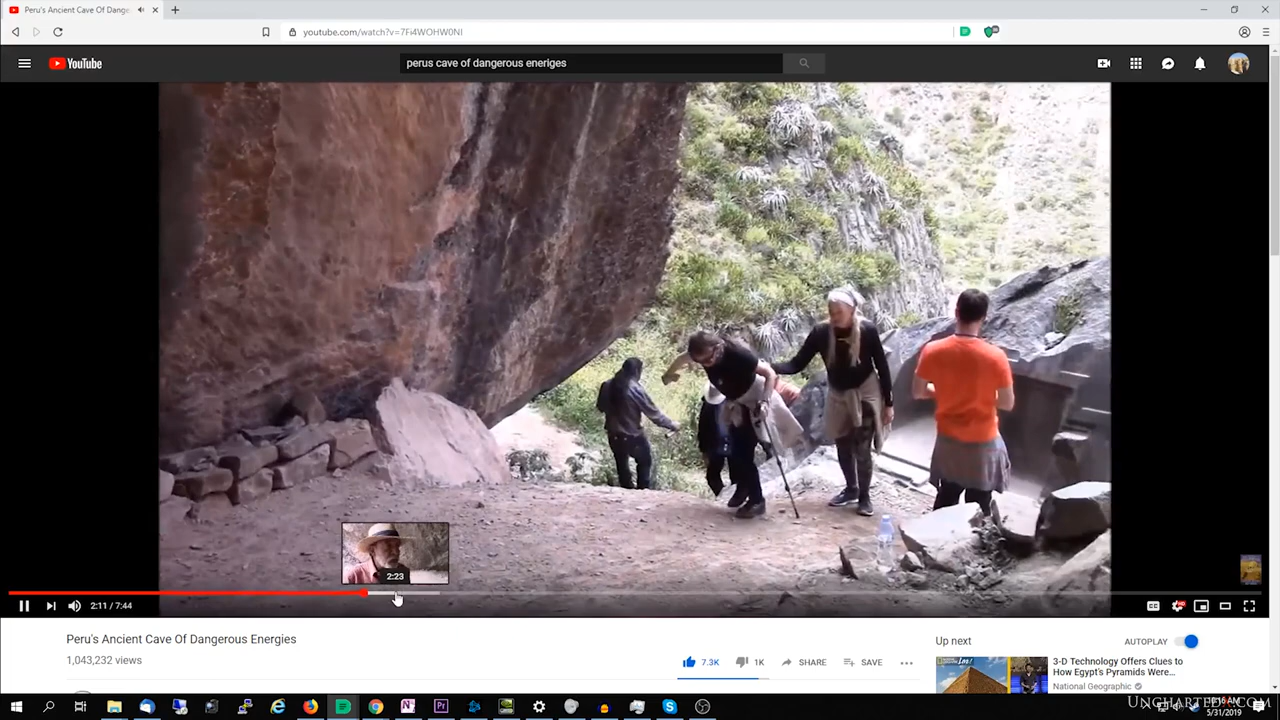 Peru's Ancient Cave Of Dange
youtube.com/watch?v=7Fi4WOHW0NI
YouTube
perus cave of dangerous eneriges
2:23
2:11 / 7:44
HD
Peru's Ancient Cave Of Dangerous Energies
1,043,232 views
7.3K
1K
SHARE
SAVE
Up next
AUTOPLAY
3-D Technology Offers Clues to
How Egypt's Pyramids Were...
National Geographic
UnchartedX.com
5/31/2019